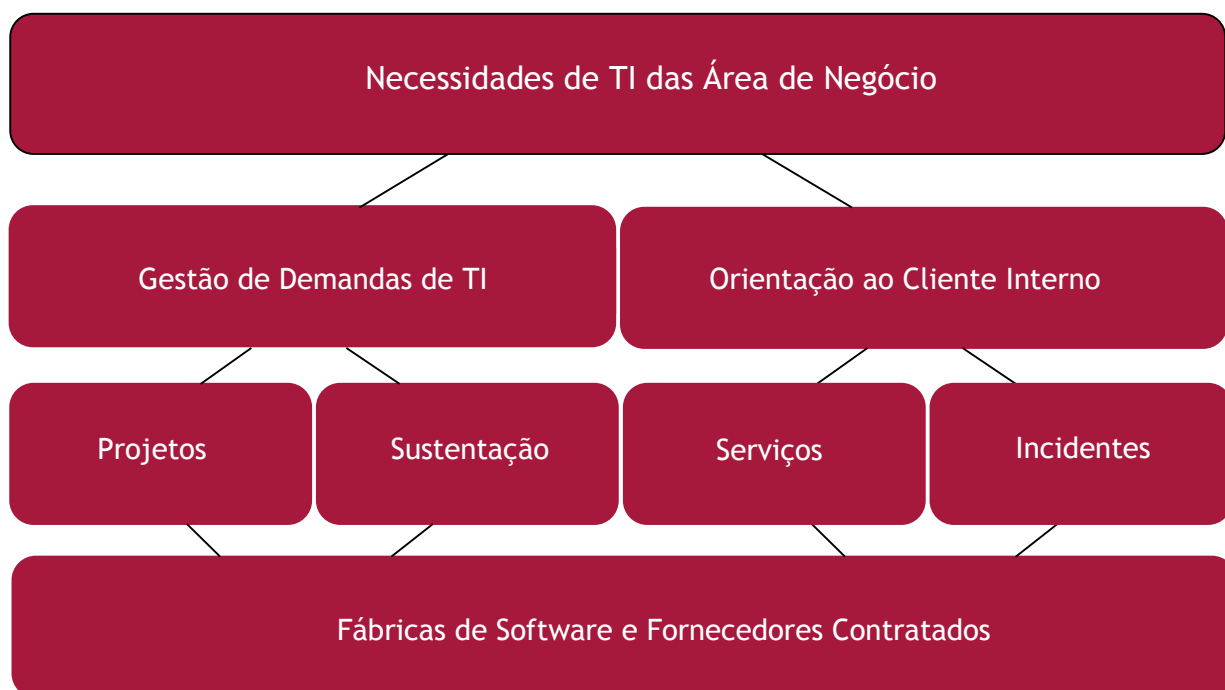 Necessidades de TI das Área de Negócio
Gestão de Demandas de TI
Orientação ao Cliente Interno
Projetos
Sustentação
Serviços
Incidentes
Fábricas de Software e Fornecedores Contratados